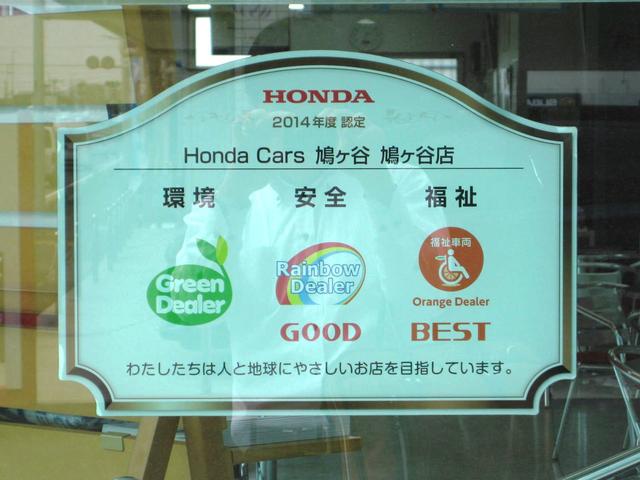 HONDA
2014年度 認定
Honda Cars 鳩ヶ谷 鳩ヶ谷店
環境 安全 福祉
Green Dealer
Rainbow Dealer
GOOD
福祉車両
Orange Dealer
BEST
わたしたちは人と地球にやさしいお店を目指しています。